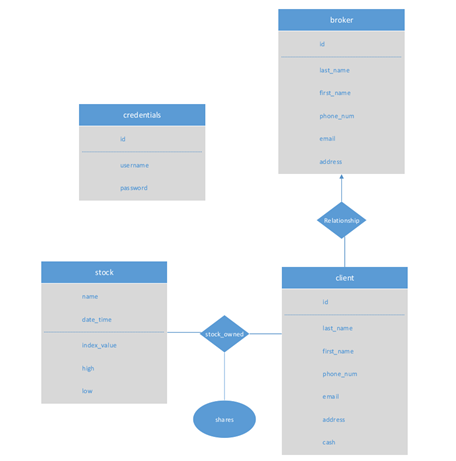 broker
id
last_name
first_name
phone_num
email
address
credentials
id
username
password
Relationship
stock
name
date_time
index_value
high
low
stock_owned
shares
client
id
last_name
first_name
phone_num
email
address
cash